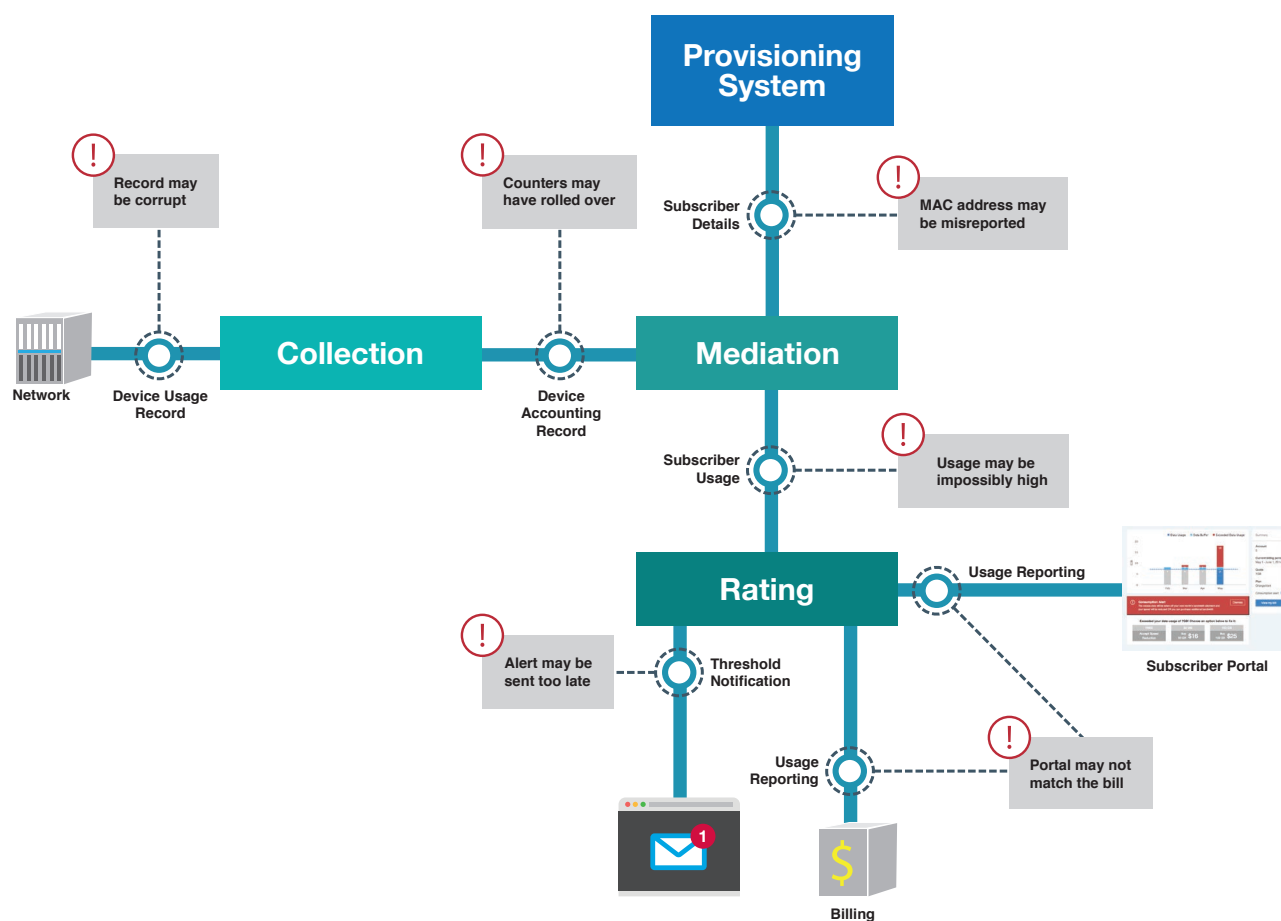 Provisioning
System
Record may
be corrupt
Counters may
have rolled over
Subscriber
Details
MAC address may
be misreported
Collection
Mediation
Network
Device Usage
Record
Device
Accounting
Record
Subscriber
Usage
Usage may be
impossibly high
Rating
Usage Reporting
Subscriber Portal
Alert may be
sent too late
Threshold
Notification
Usage
Reporting
Portal may not
match the bill
1
$
Billing
$16
$25